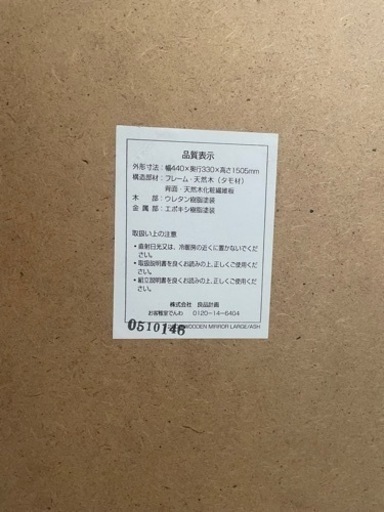 品質表示
外形寸法：幅440×奥行330×高さ1505mm
構造部材：フレーム・天然木（タモ材）
背面・天然木化粧繊維板
木　　部：ウレタン樹脂塗装
金 属 部：エポキシ樹脂塗装
取扱い上の注意
• 直射日光又は、冷暖房の近くに置かないでくだ
さい。
• 取扱説明書を良くお読みの上、正しくご使用くだ
さい。
• 組立説明書を良くお読みの上、正しくご使用くだ
さい。
株式会社　良品計画
お客様室でんわ　0120-14-6404
0510146
WOODEN MIRROR LARGE/ASH